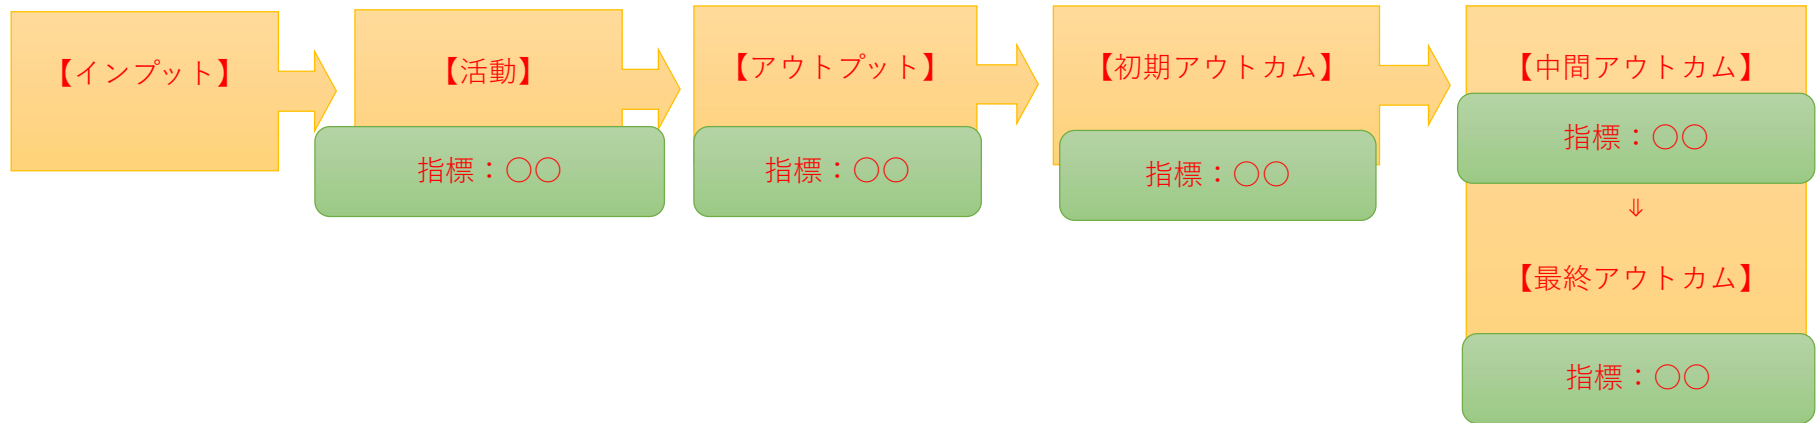 【インプット】
【活動】
指標：〇〇
【アウトプット】
指標：〇〇
【初期アウトカム】
指標：〇〇
【中間アウトカム】
指標：〇〇
⇓
【最終アウトカム】
指標：〇〇